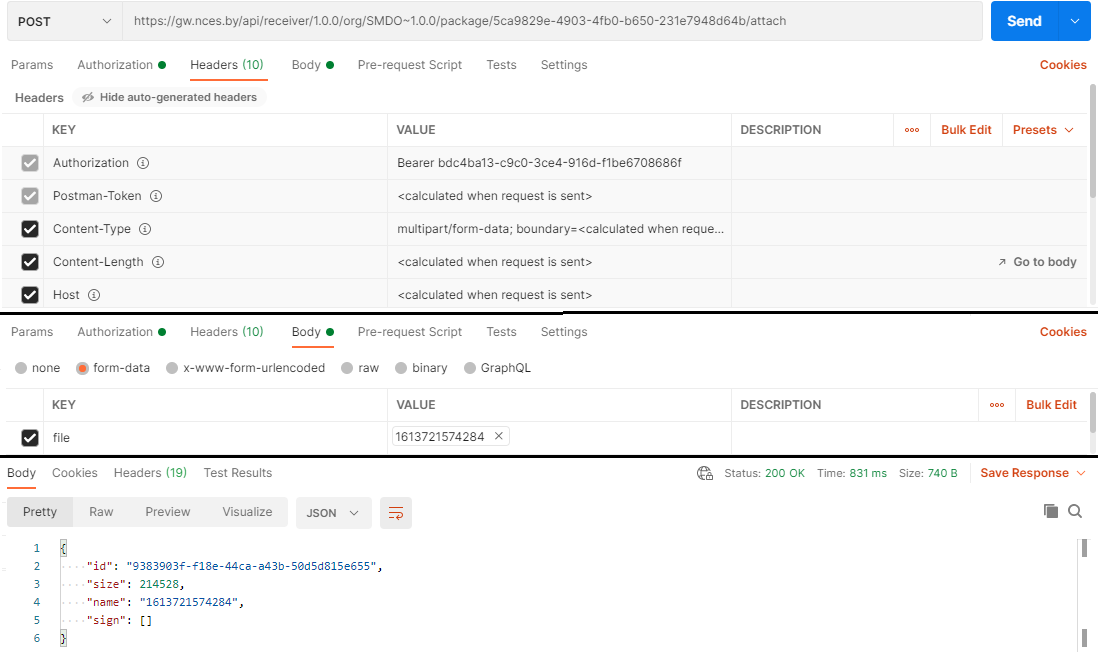 POST https://gw.nces.by/api/receiver/1.0.0/org/SMDO~1.0.0/package/5ca9829e-4903-4fb0-b650-231e7948d64b/attach Send
Params Authorization Headers (10) Body Pre-request Script Tests Settings Cookies
Headers Hide auto-generated headers
KEY VALUE DESCRIPTION Bulk Edit Presets
Authorization Bearer bdc4ba13-c9c0-3ce4-916d-f1be6708686f
Postman-Token <calculated when request is sent>
Content-Type multipart/form-data; boundary=<calculated when reque...
Content-Length <calculated when request is sent> Go to body
Host <calculated when request is sent>
Params Authorization Headers (10) Body Pre-request Script Tests Settings Cookies
none form-data x-www-form-urlencoded raw binary GraphQL
KEY VALUE DESCRIPTION Bulk Edit
file 1613721574284
Body Cookies Headers (19) Test Results Status: 200 OK Time: 831 ms Size: 740 B Save Response
Pretty Raw Preview Visualize JSON
1 {
2 "id": "9383903f-f18e-44ca-a43b-50d5d815e655",
3 "size": 214528,
4 "name": "1613721574284",
5 "sign": []
6 }